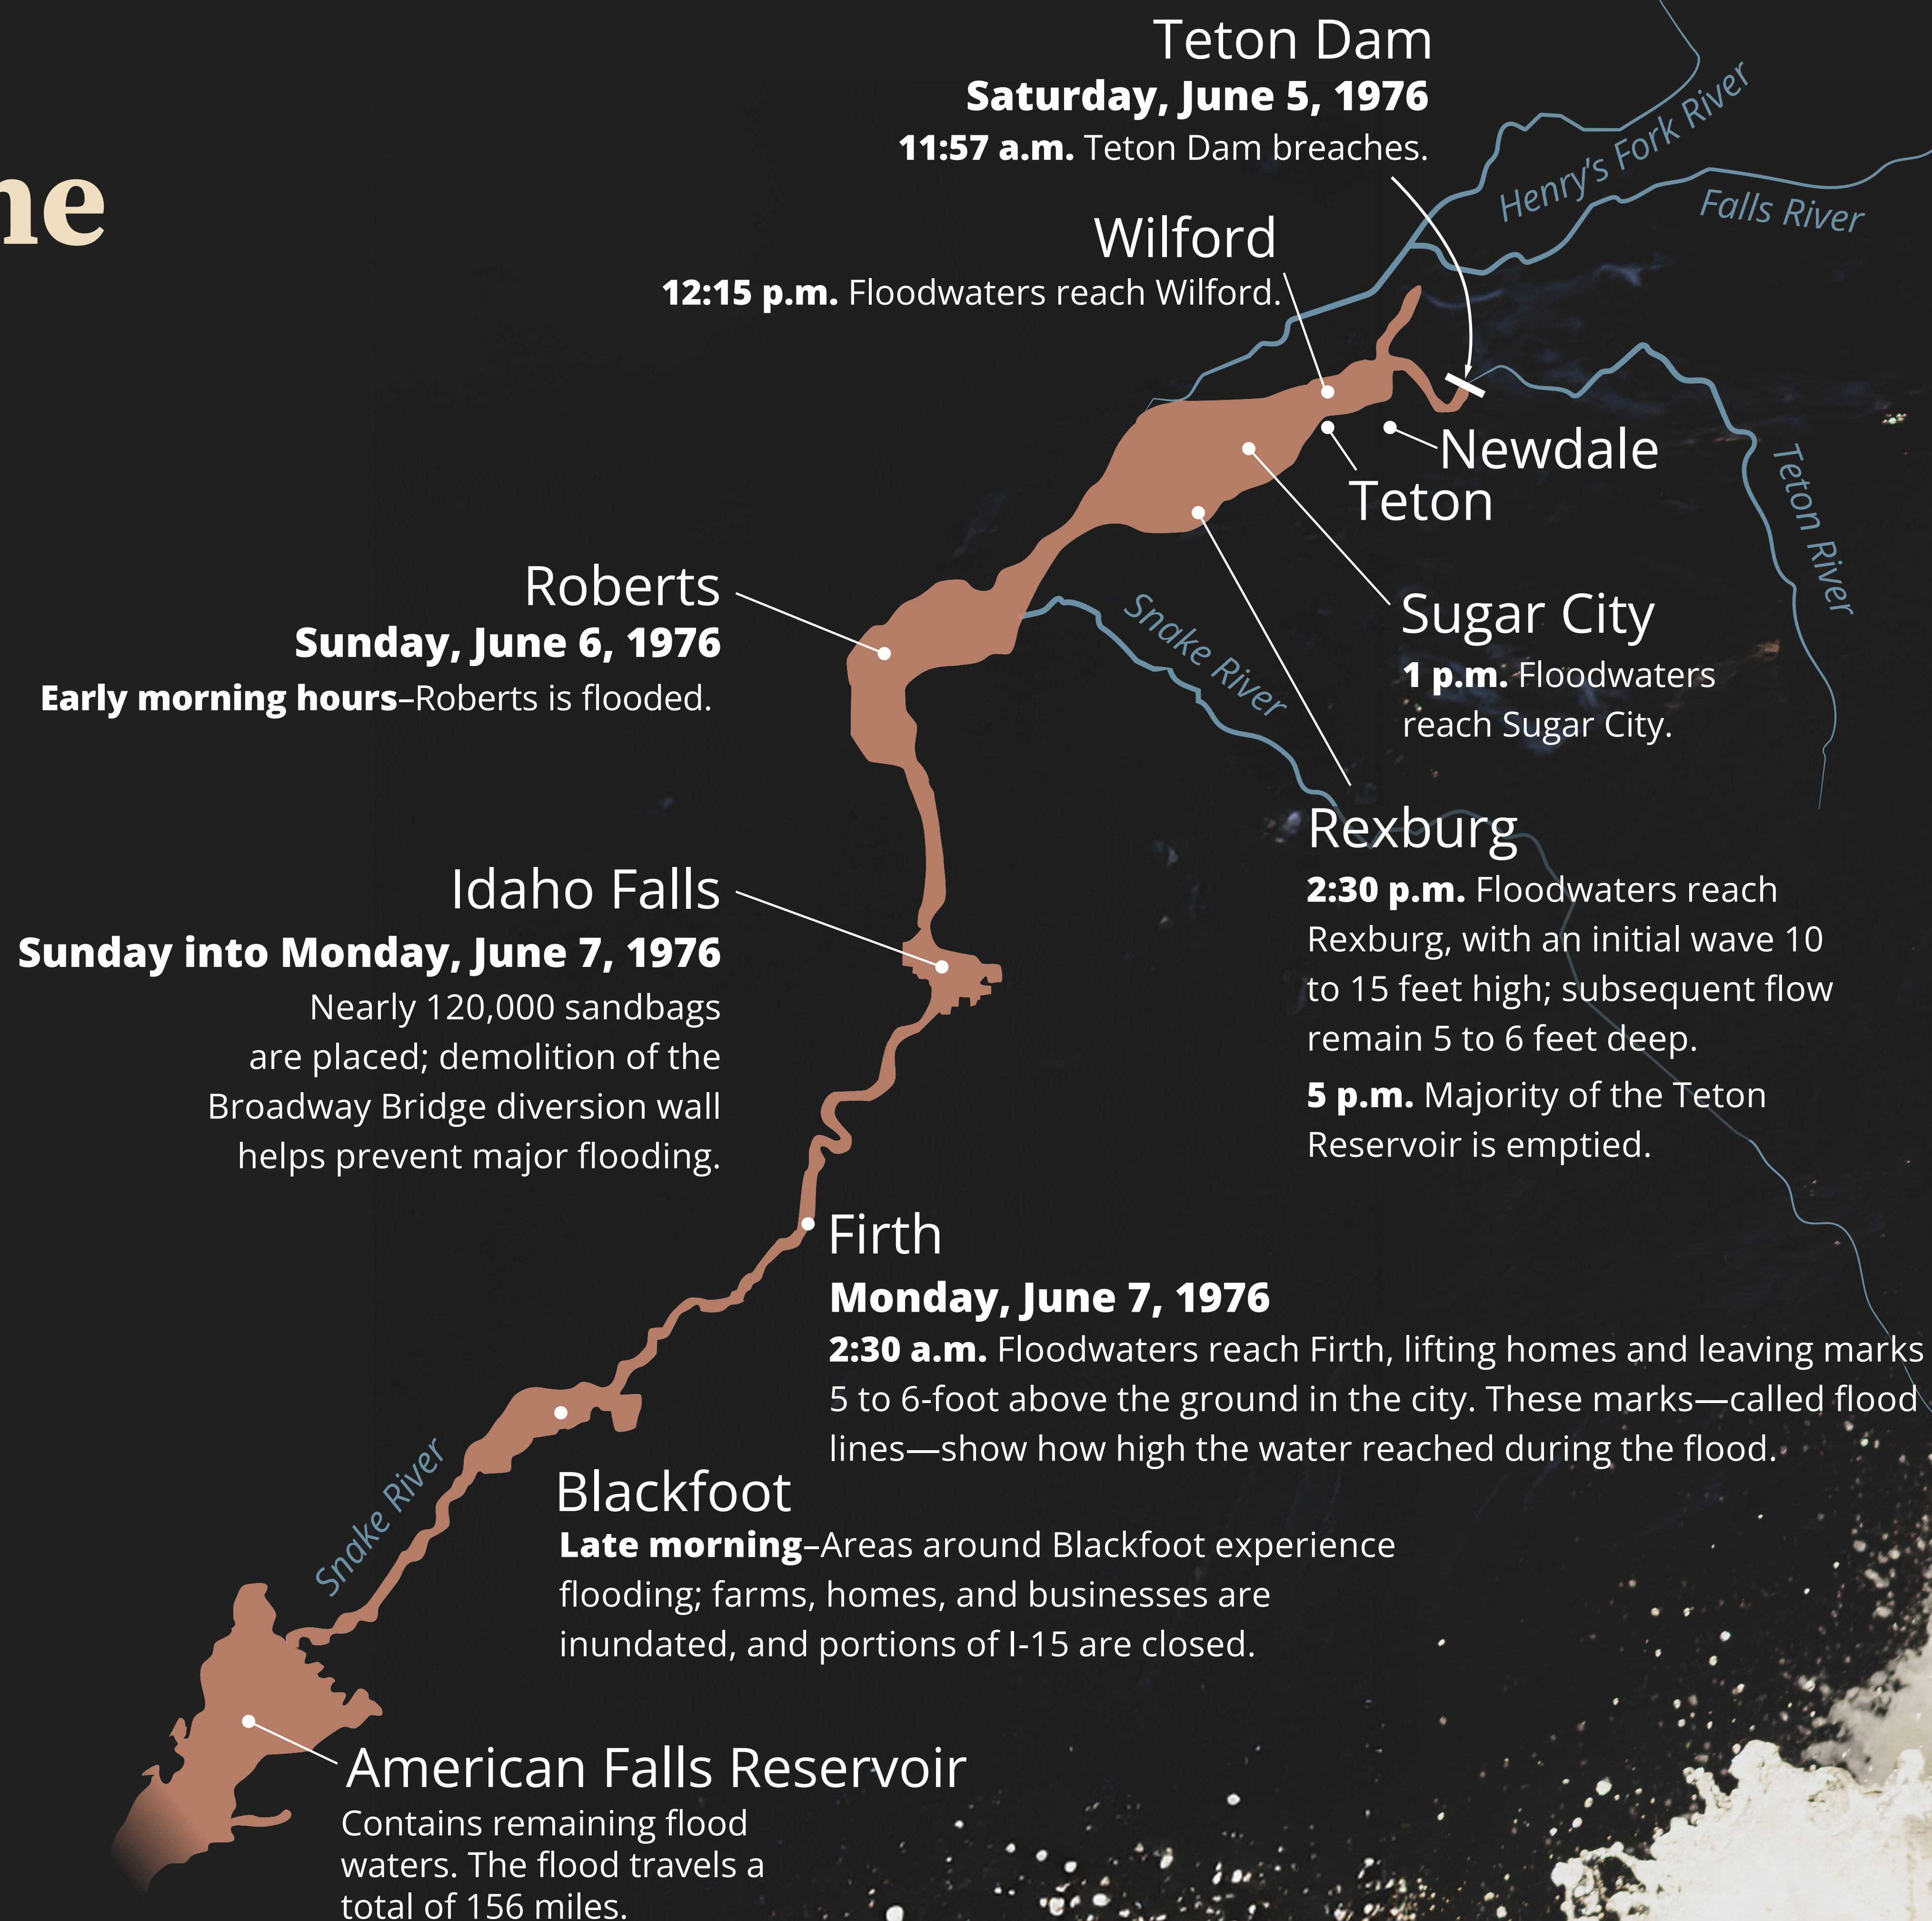 ne
Teton Dam
Saturday, June 5, 1976
11:57 a.m. Teton Dam breaches.
Henry's Fork River
Falls River
Wilford
12:15 p.m. Floodwaters reach Wilford.
Newdale
Teton
Teton River
Roberts
Sunday, June 6, 1976
Early morning hours–Roberts is flooded.
Snake River
Sugar City
1 p.m. Floodwaters
reach Sugar City.
Rexburg
2:30 p.m. Floodwaters reach
Rexburg, with an initial wave 10
to 15 feet high; subsequent flow
remain 5 to 6 feet deep.
5 p.m. Majority of the Teton
Reservoir is emptied.
Idaho Falls
Sunday into Monday, June 7, 1976
Nearly 120,000 sandbags
are placed; demolition of the
Broadway Bridge diversion wall
helps prevent major flooding.
Firth
Monday, June 7, 1976
2:30 a.m. Floodwaters reach Firth, lifting homes and leaving marks
5 to 6-foot above the ground in the city. These marks—called flood
lines—show how high the water reached during the flood.
Snake River
Blackfoot
Late morning–Areas around Blackfoot experience
flooding; farms, homes, and businesses are
inundated, and portions of I-15 are closed.
American Falls Reservoir
Contains remaining flood
waters. The flood travels a
total of 156 miles.